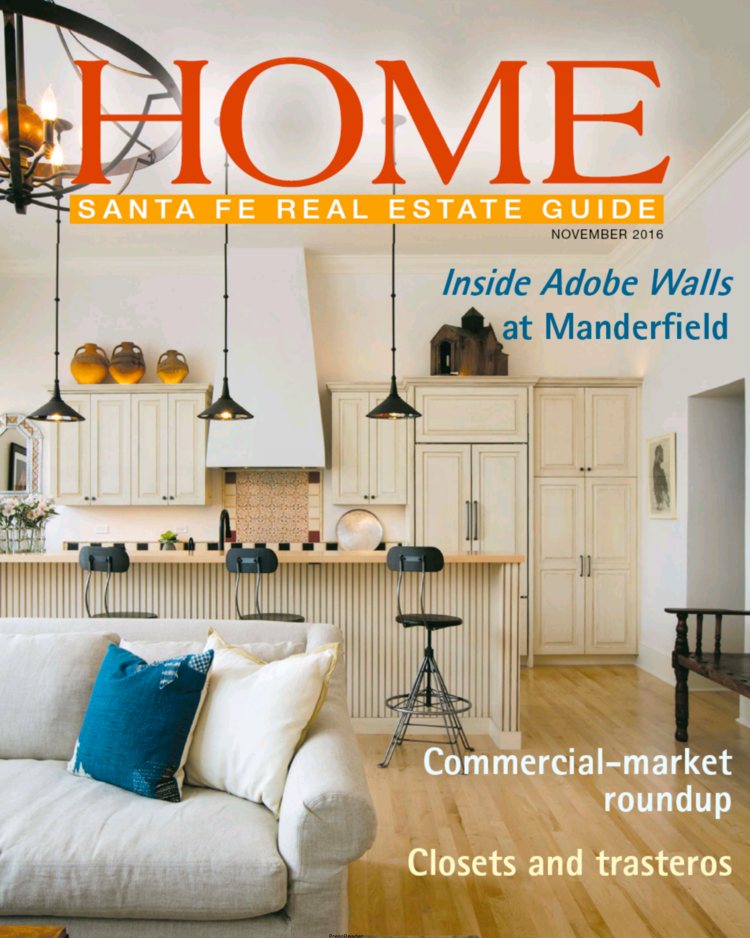 HOME
SANTA FE REAL ESTATE GUIDE
NOVEMBER 2016
Inside Adobe Walls
at Manderfield
Commercial-market
roundup
Closets and trasteros
PressReader